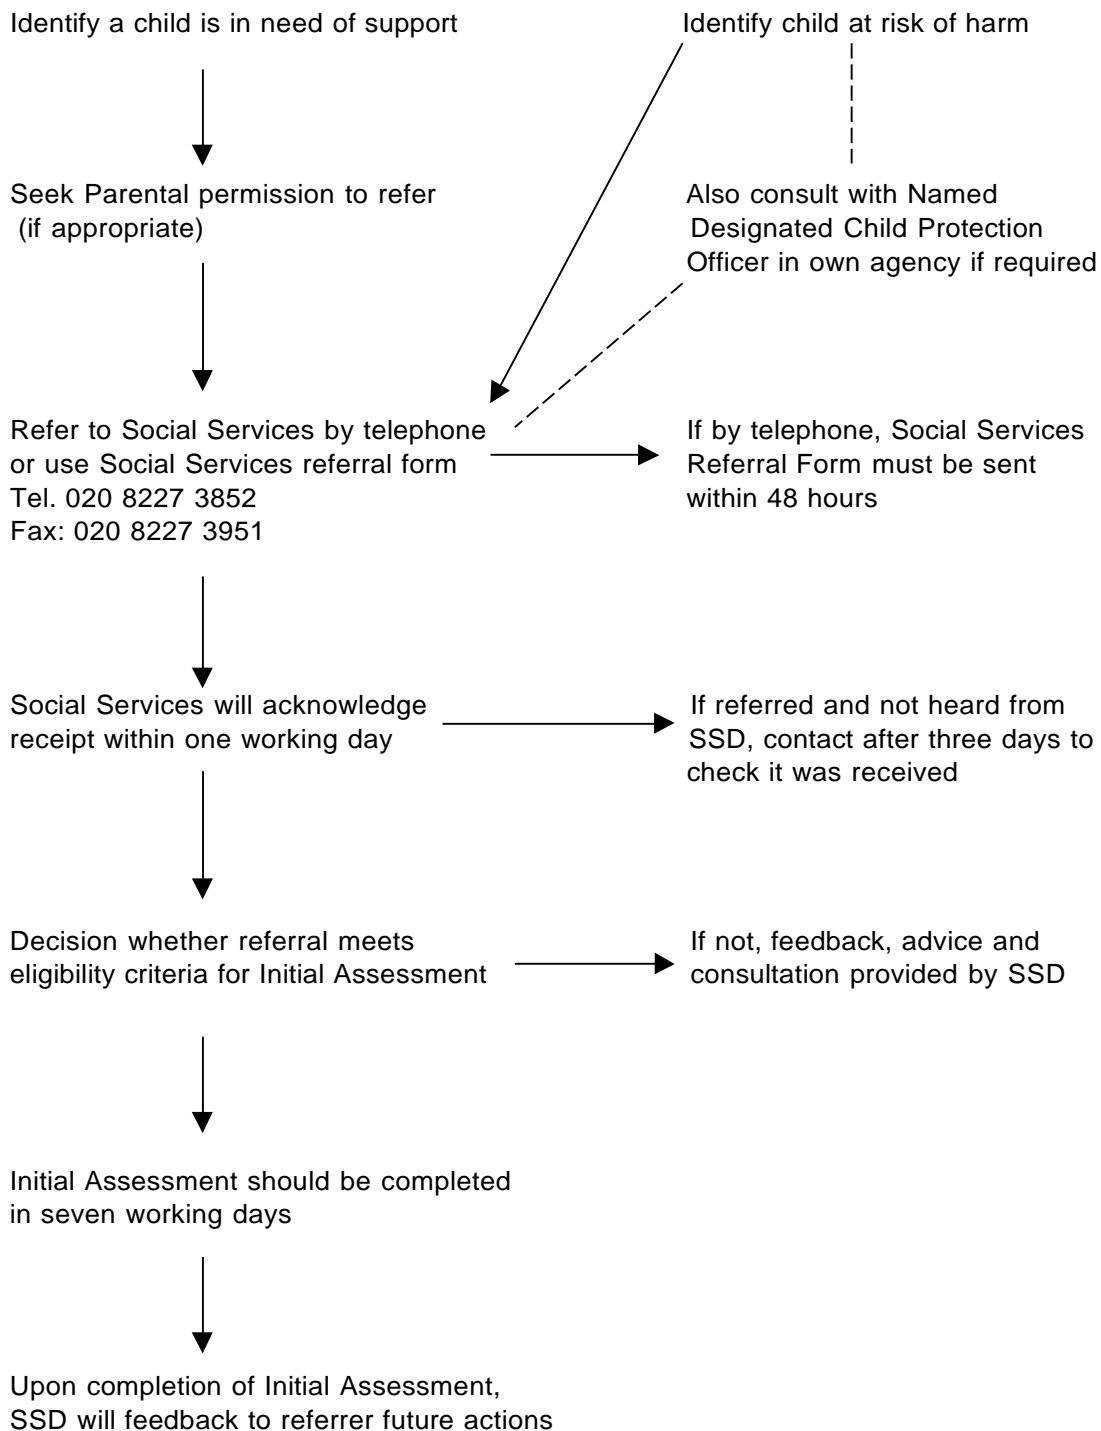 Identify a child is in need of support
Identify child at risk of harm
Seek Parental permission to refer
(if appropriate)
Also consult with Named
Designated Child Protection
Officer in own agency if required
Refer to Social Services by telephone
or use Social Services referral form
Tel. 020 8227 3852
Fax: 020 8227 3951
If by telephone, Social Services
Referral Form must be sent
within 48 hours
Social Services will acknowledge
receipt within one working day
If referred and not heard from
SSD, contact after three days to
check it was received
Decision whether referral meets
eligibility criteria for Initial Assessment
If not, feedback, advice and
consultation provided by SSD
Initial Assessment should be completed
in seven working days
Upon completion of Initial Assessment,
SSD will feedback to referrer future actions